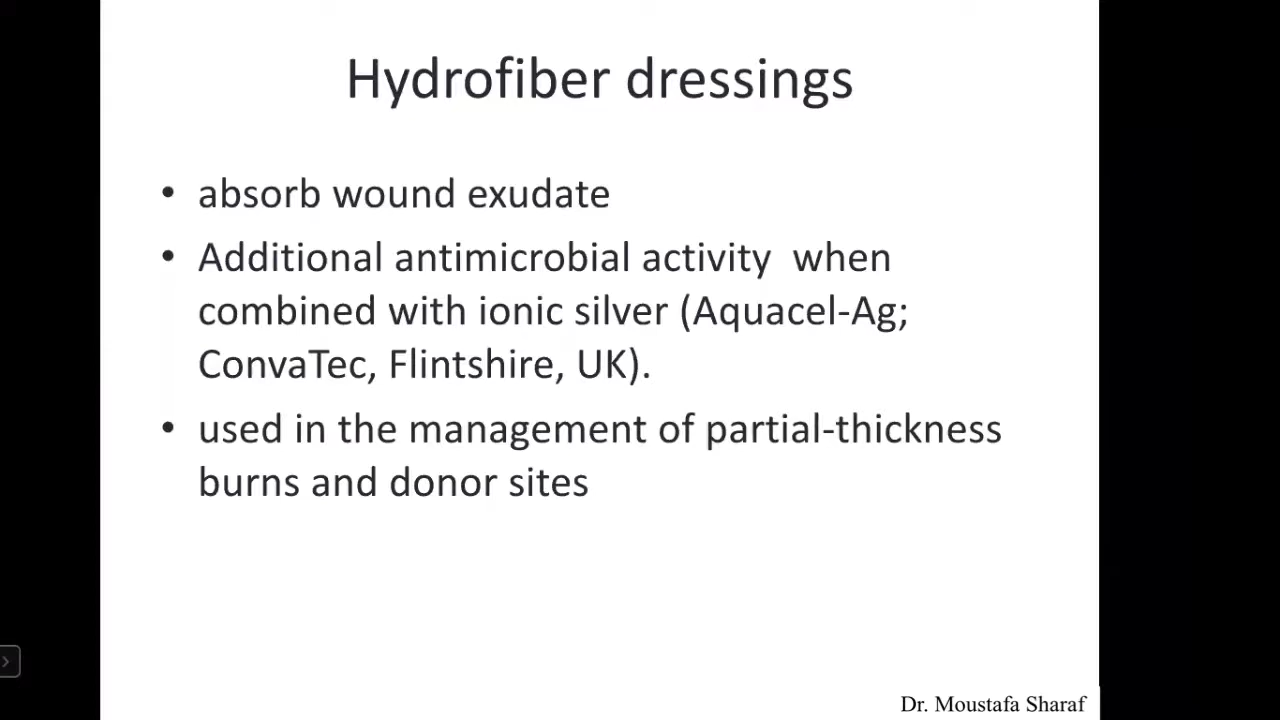 Hydrofiber dressings
• absorb wound exudate
• Additional antimicrobial activity  when
combined with ionic silver (Aquacel-Ag;
ConvaTec, Flintshire, UK).
• used in the management of partial-thickness
burns and donor sites
Dr. Moustafa Sharaf